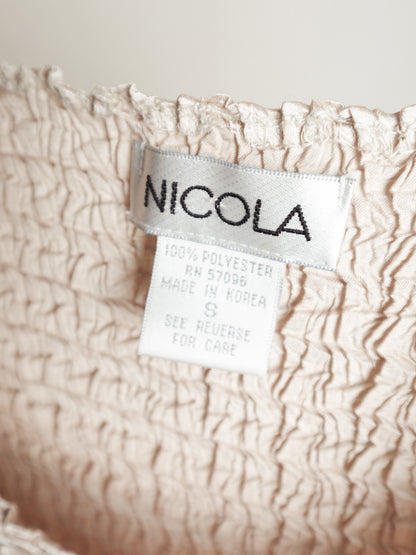 NICOLA
100% POLYESTER
RN 57096
MADE IN KOREA
S
SEE REVERSE
FOR CARE